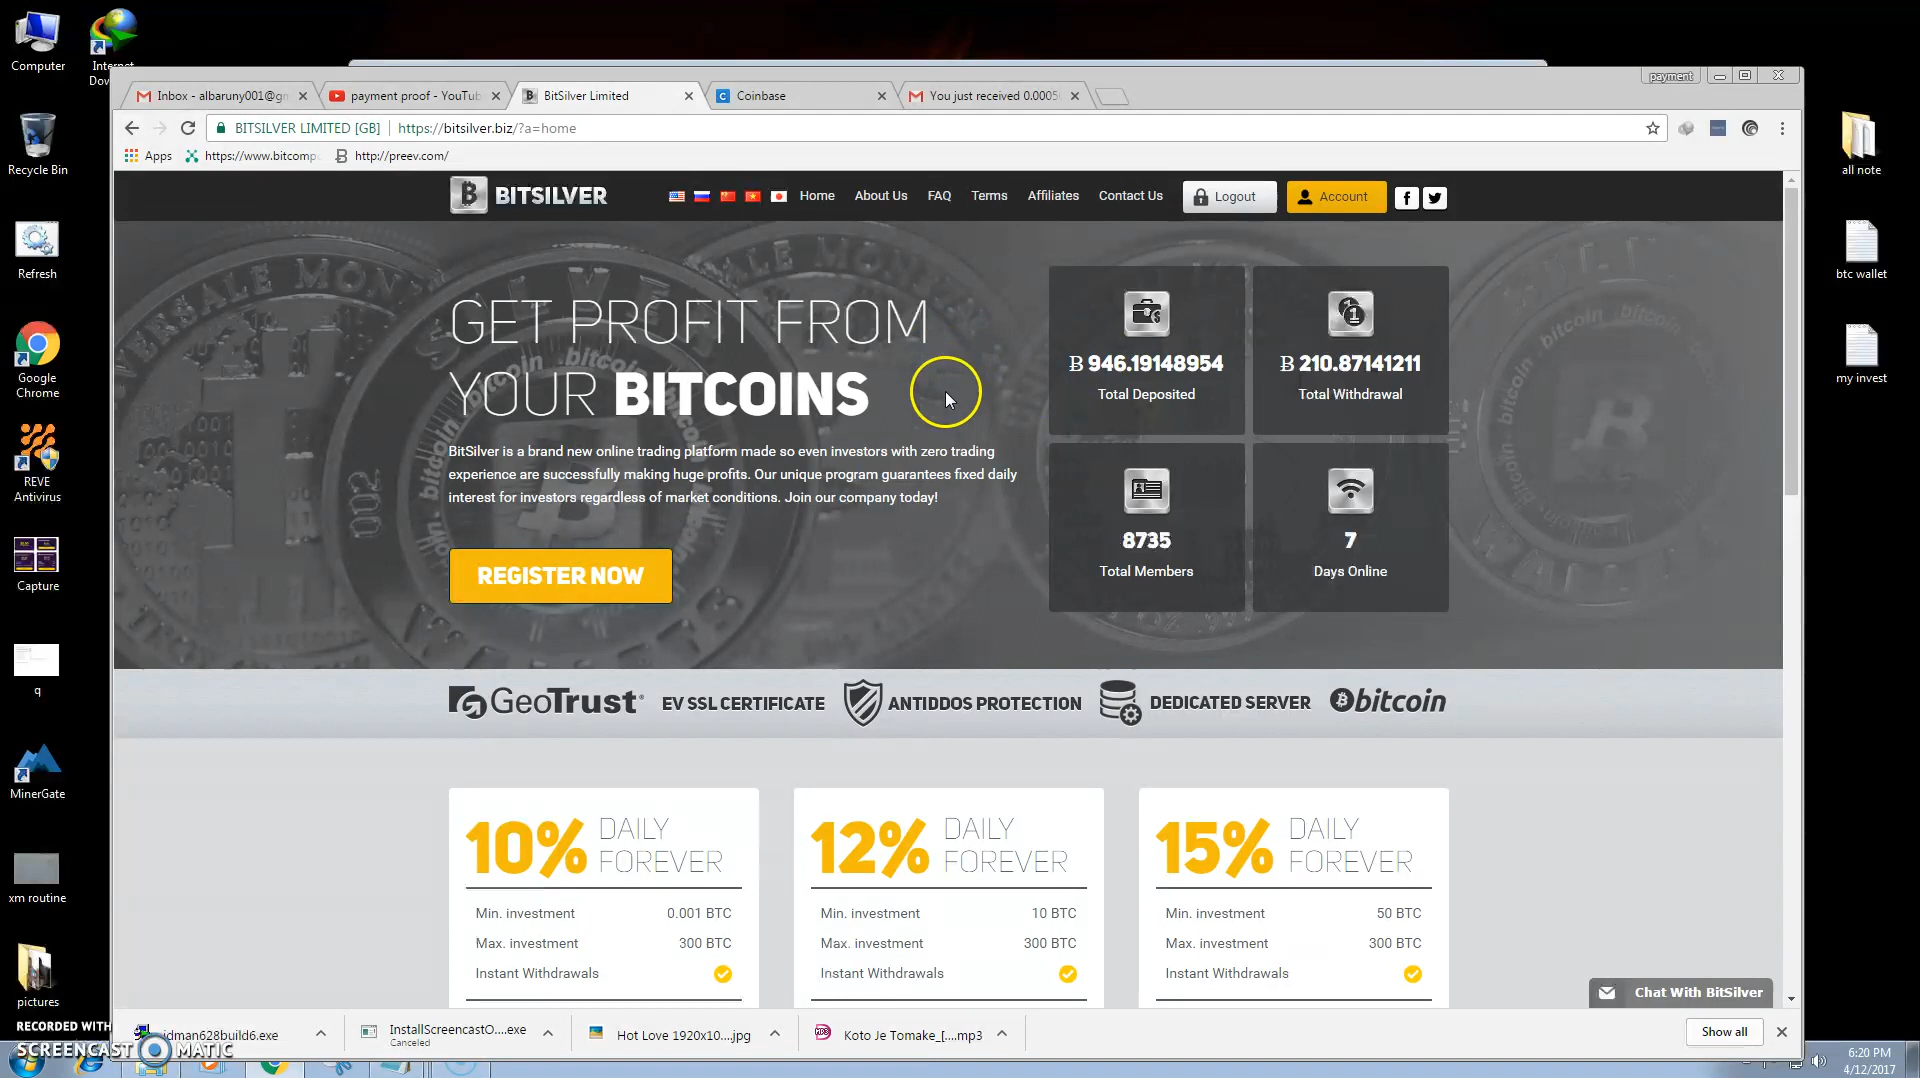 Computer
Internet
Dov
Recycle Bin
Refresh
Google
Chrome
REVE
Antivirus
Capture
q
MinerGate
xm routine
pictures
all note
btc wallet
my invest
payment
Inbox - albaruny001@gm
payment proof - YouTub
BitSilver Limited
Coinbase
You just received 0.0005
BITSILVER LIMITED [GB]
https://bitsilver.biz/?a=home
Apps
https://www.bitcomp
http://preev.com/
BITSILVER
Home
About Us
FAQ
Terms
Affiliates
Contact Us
Logout
Account
GET PROFIT FROM
YOUR BITCOINS
BitSilver is a brand new online trading platform made so even investors with zero trading
experience are successfully making huge profits. Our unique program guarantees fixed daily
interest for investors regardless of market conditions. Join our company today!
REGISTER NOW
Ƀ 946.19148954
Total Deposited
Ƀ 210.87141211
Total Withdrawal
8735
Total Members
7
Days Online
GeoTrust
EV SSL CERTIFICATE
ANTIDDOS PROTECTION
DEDICATED SERVER
bitcoin
10% DAILY
FOREVER
Min. investment 0.001 BTC
Max. investment 300 BTC
Instant Withdrawals
12% DAILY
FOREVER
Min. investment 10 BTC
Max. investment 300 BTC
Instant Withdrawals
15% DAILY
FOREVER
Min. investment 50 BTC
Max. investment 300 BTC
Instant Withdrawals
Chat With BitSilver
idman628build6.exe
InstallScreencastO....exe
Canceled
Hot Love 1920x10....jpg
Koto Je Tomake_[....mp3
Show all
RECORDED WITH
SCREENCAST MATIC
6:20 PM
4/12/2017